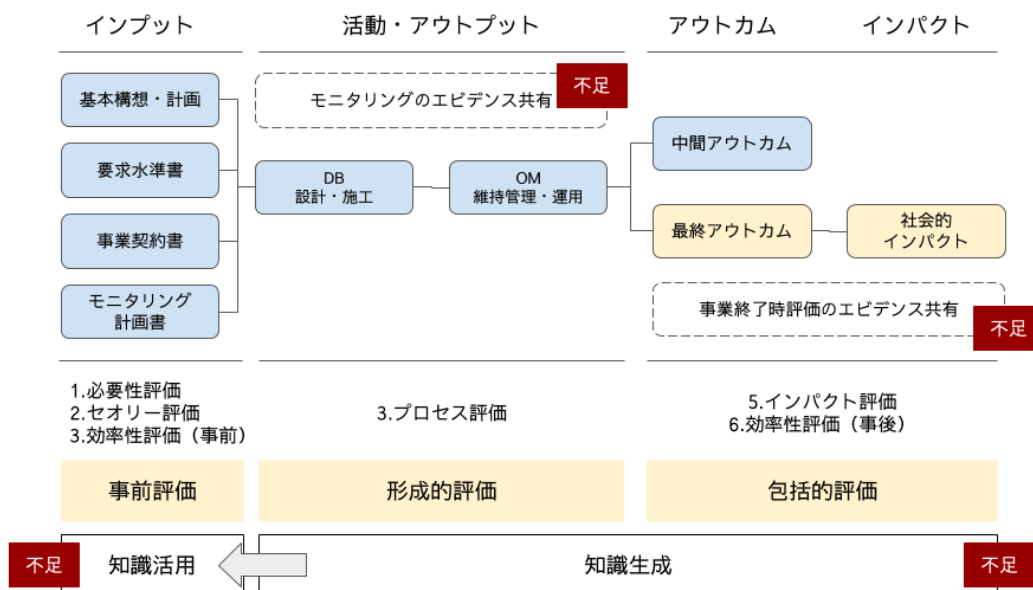 インプット
活動・アウトプット
アウトカム
インパクト
基本構想・計画
要求水準書
事業契約書
モニタリング
計画書
モニタリングのエビデンス共有
不足
DB
設計・施工
OM
維持管理・運用
中間アウトカム
最終アウトカム
社会的
インパクト
事業終了時評価のエビデンス共有
不足
1.必要性評価
2.セオリー評価
3.効率性評価（事前）
3.プロセス評価
5.インパクト評価
6.効率性評価（事後）
事前評価
形成的評価
包括的評価
不足
知識活用
知識生成
不足